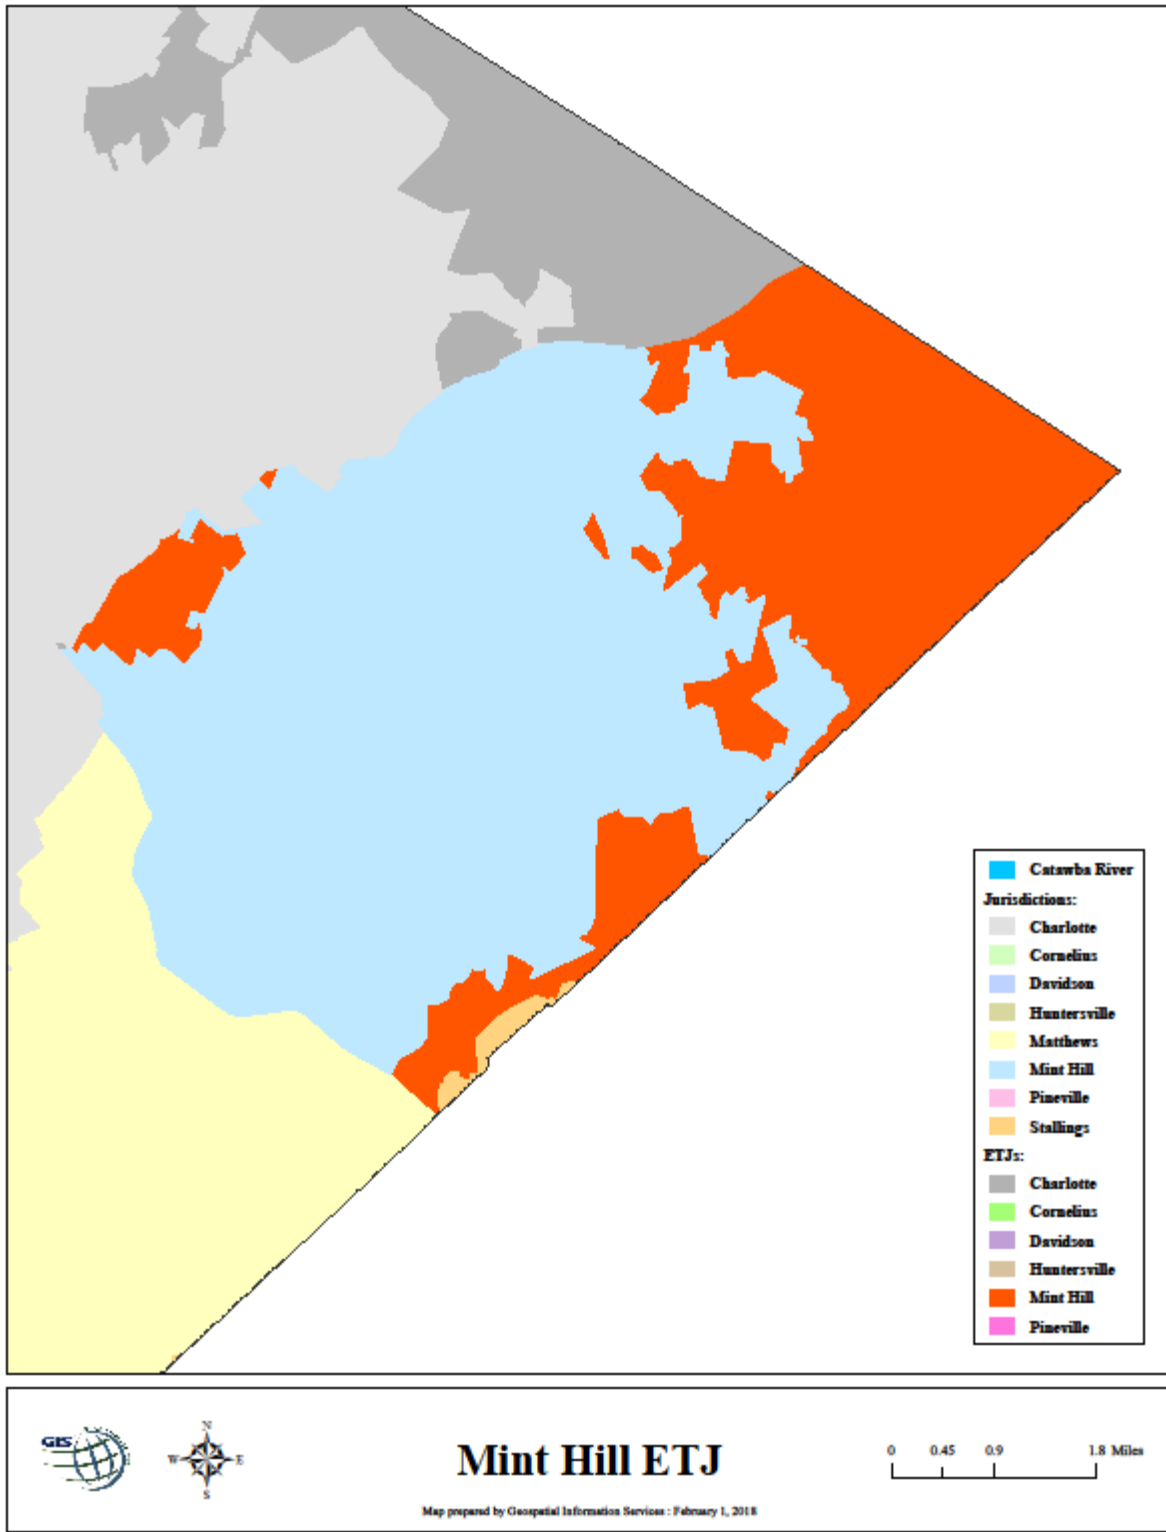 Catawba River
Jurisdictions:
Charlotte
Cornelius
Davidson
Huntersville
Matthews
Mint Hill
Pineville
Stallings
ETJs:
Charlotte
Cornelius
Davidson
Huntersville
Mint Hill
Pineville
GIS
N
W E
S
Mint Hill ETJ
0 0.45 0.9 1.8 Miles
Map prepared by Geospatial Information Services : February 1, 2018